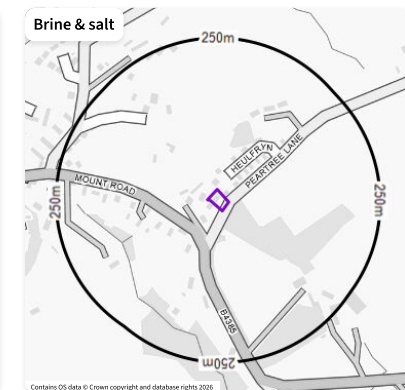 Brine & salt
250m
HEULFRYN
PEARTREE LANE
MOUNT ROAD
250m
250m
B4385
250m
Contains OS data © Crown copyright and database rights 2026